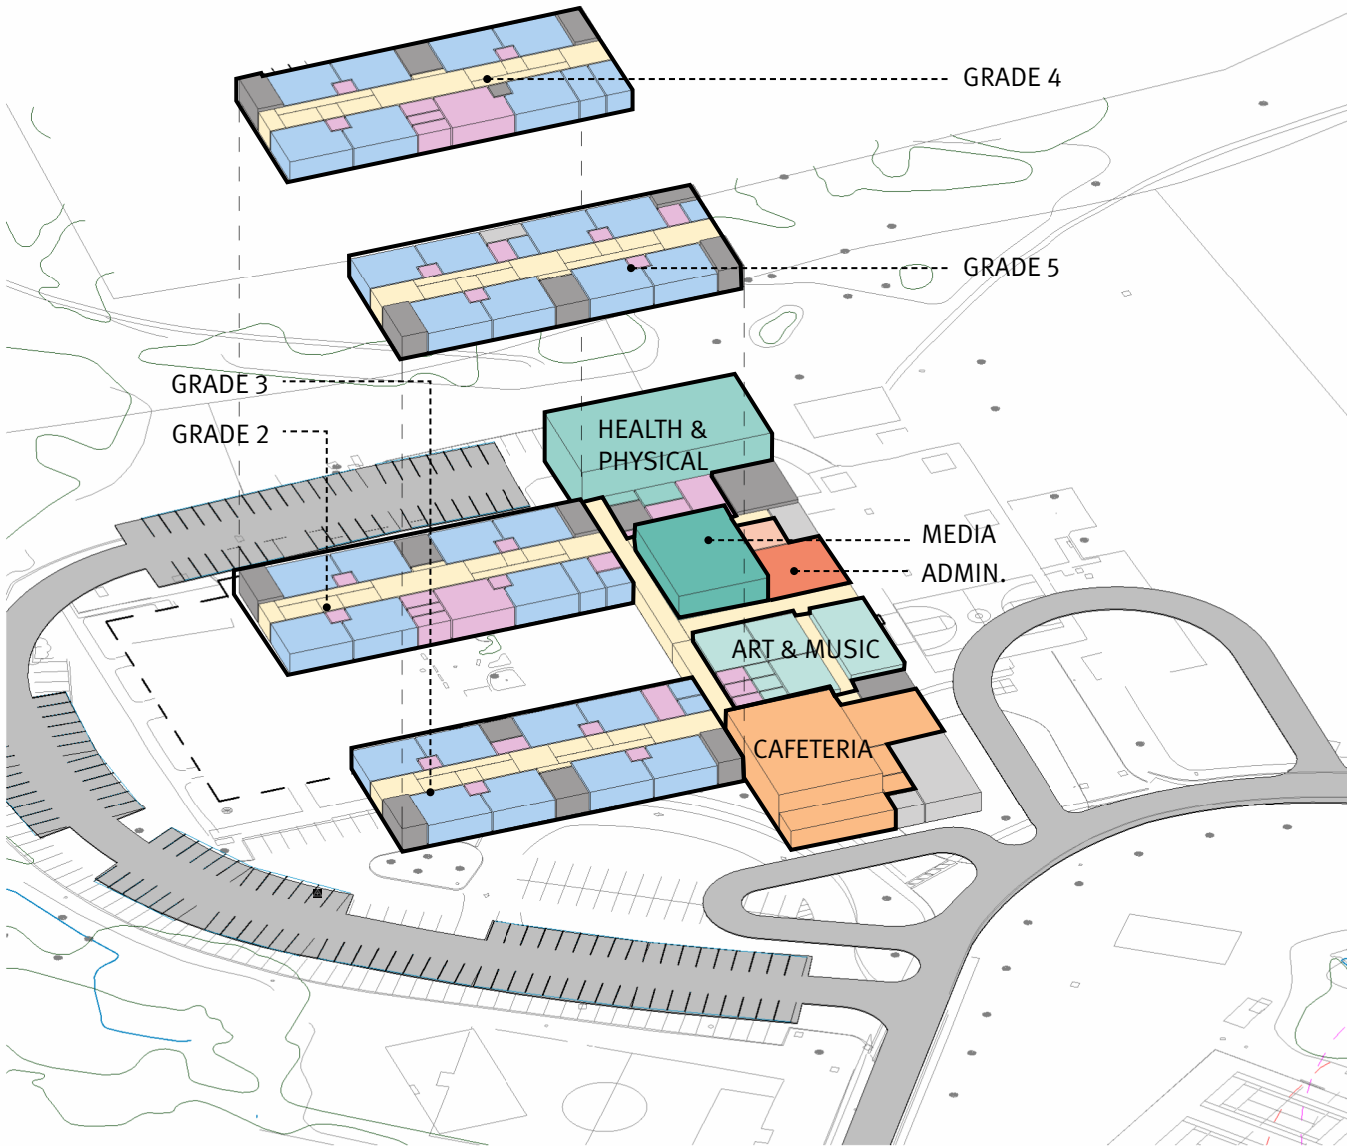 GRADE 4
GRADE 5
GRADE 3
GRADE 2
HEALTH &
PHYSICAL
MEDIA
ADMIN.
ART & MUSIC
CAFETERIA